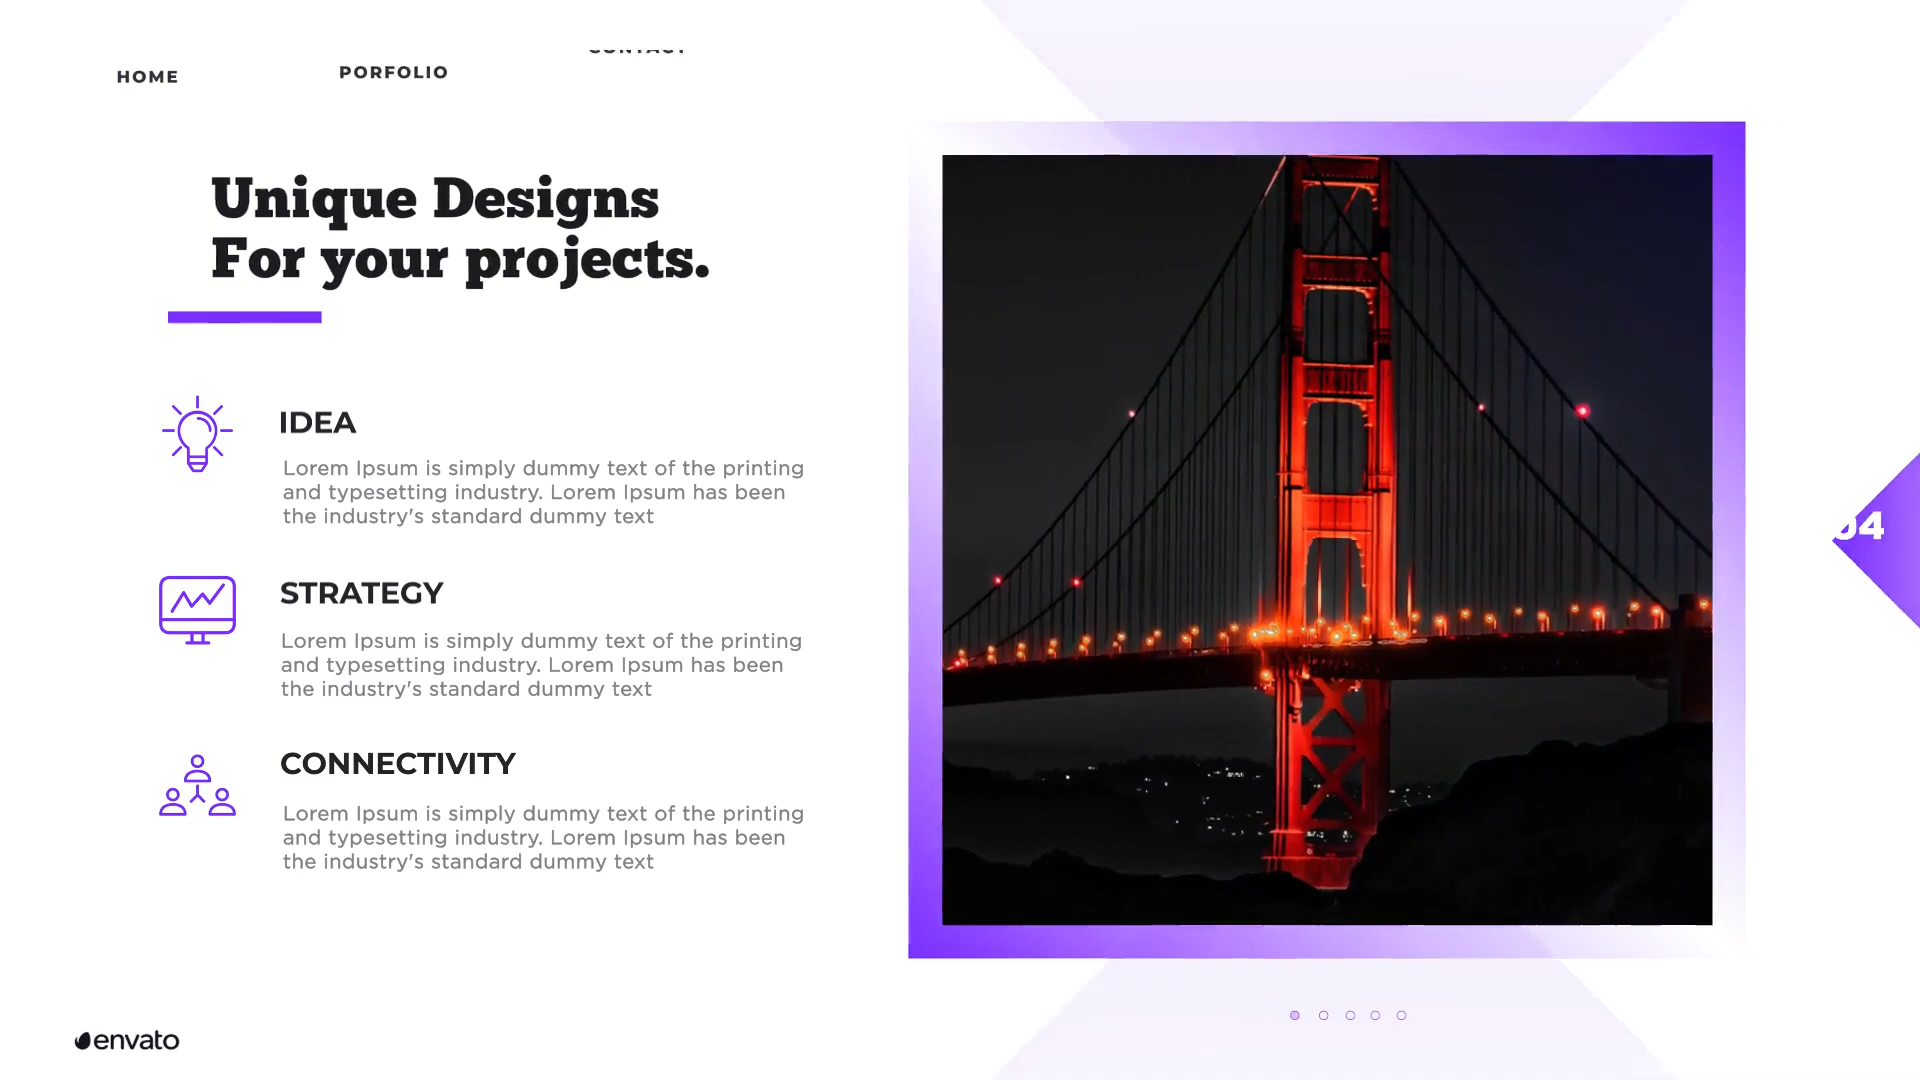 HOME
PORFOLIO
CONTACT
Unique Designs
For your projects.
IDEA
Lorem Ipsum is simply dummy text of the printing
and typesetting industry. Lorem Ipsum has been
the industry's standard dummy text
STRATEGY
Lorem Ipsum is simply dummy text of the printing
and typesetting industry. Lorem Ipsum has been
the industry's standard dummy text
CONNECTIVITY
Lorem Ipsum is simply dummy text of the printing
and typesetting industry. Lorem Ipsum has been
the industry's standard dummy text
04
envato